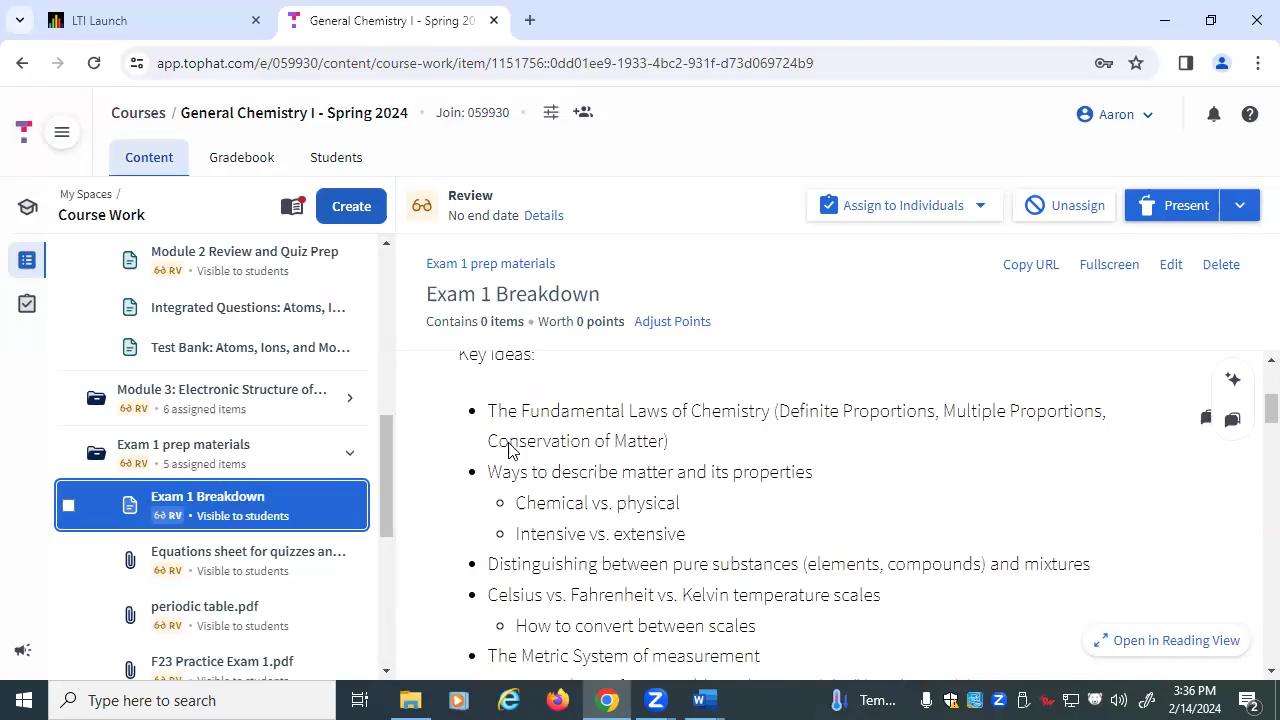 LTI Launch
General Chemistry I - Spring 20
app.tophat.com/e/059930/content/course-work/item/1151756::0dd01ee9-1933-4bc2-931f-d73d069724b9
Courses / General Chemistry I - Spring 2024 • Join: 059930
Aaron
Content Gradebook Students
My Spaces /
Course Work
Create
Review
No end date Details
Assign to Individuals
Unassign
Present
Module 2 Review and Quiz Prep
RV • Visible to students
Integrated Questions: Atoms, I...
Test Bank: Atoms, Ions, and Mo...
Module 3: Electronic Structure of...
RV • 6 assigned items
Exam 1 prep materials
RV • 5 assigned items
Exam 1 Breakdown
RV • Visible to students
Equations sheet for quizzes an...
RV • Visible to students
periodic table.pdf
RV • Visible to students
F23 Practice Exam 1.pdf
Exam 1 prep materials
Copy URL Fullscreen Edit Delete
Exam 1 Breakdown
Contains 0 items • Worth 0 points Adjust Points
Key Ideas:
• The Fundamental Laws of Chemistry (Definite Proportions, Multiple Proportions,
Conservation of Matter)
• Ways to describe matter and its properties
Chemical vs. physical
Intensive vs. extensive
• Distinguishing between pure substances (elements, compounds) and mixtures
• Celsius vs. Fahrenheit vs. Kelvin temperature scales
How to convert between scales
• The Metric System of measurement
Open in Reading View
Type here to search
Tem...
3:36 PM
2/14/2024
2